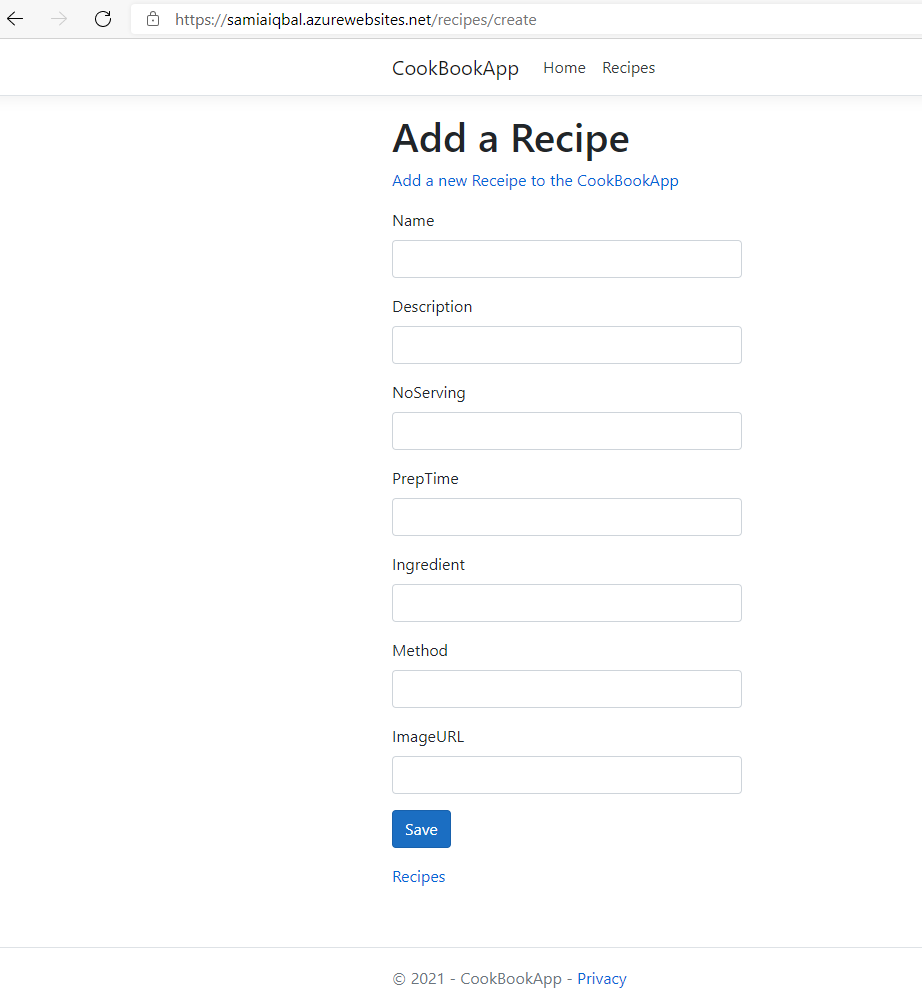 https://samiaiqbal.azurewebsites.net/recipes/create
CookBookApp Home Recipes
Add a Recipe
Add a new Receipe to the CookBookApp
Name
Description
NoServing
PrepTime
Ingredient
Method
ImageURL
Save
Recipes
© 2021 - CookBookApp - Privacy